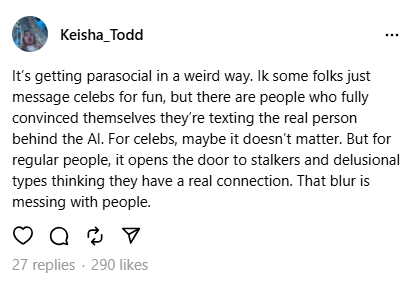 Keisha_Todd
It's getting parasocial in a weird way. Ik some folks just
message celebs for fun, but there are people who fully
convinced themselves they're texting the real person
behind the AI. For celebs, maybe it doesn't matter. But for
regular people, it opens the door to stalkers and delusional
types thinking they have a real connection. That blur is
messing with people.
27 replies · 290 likes